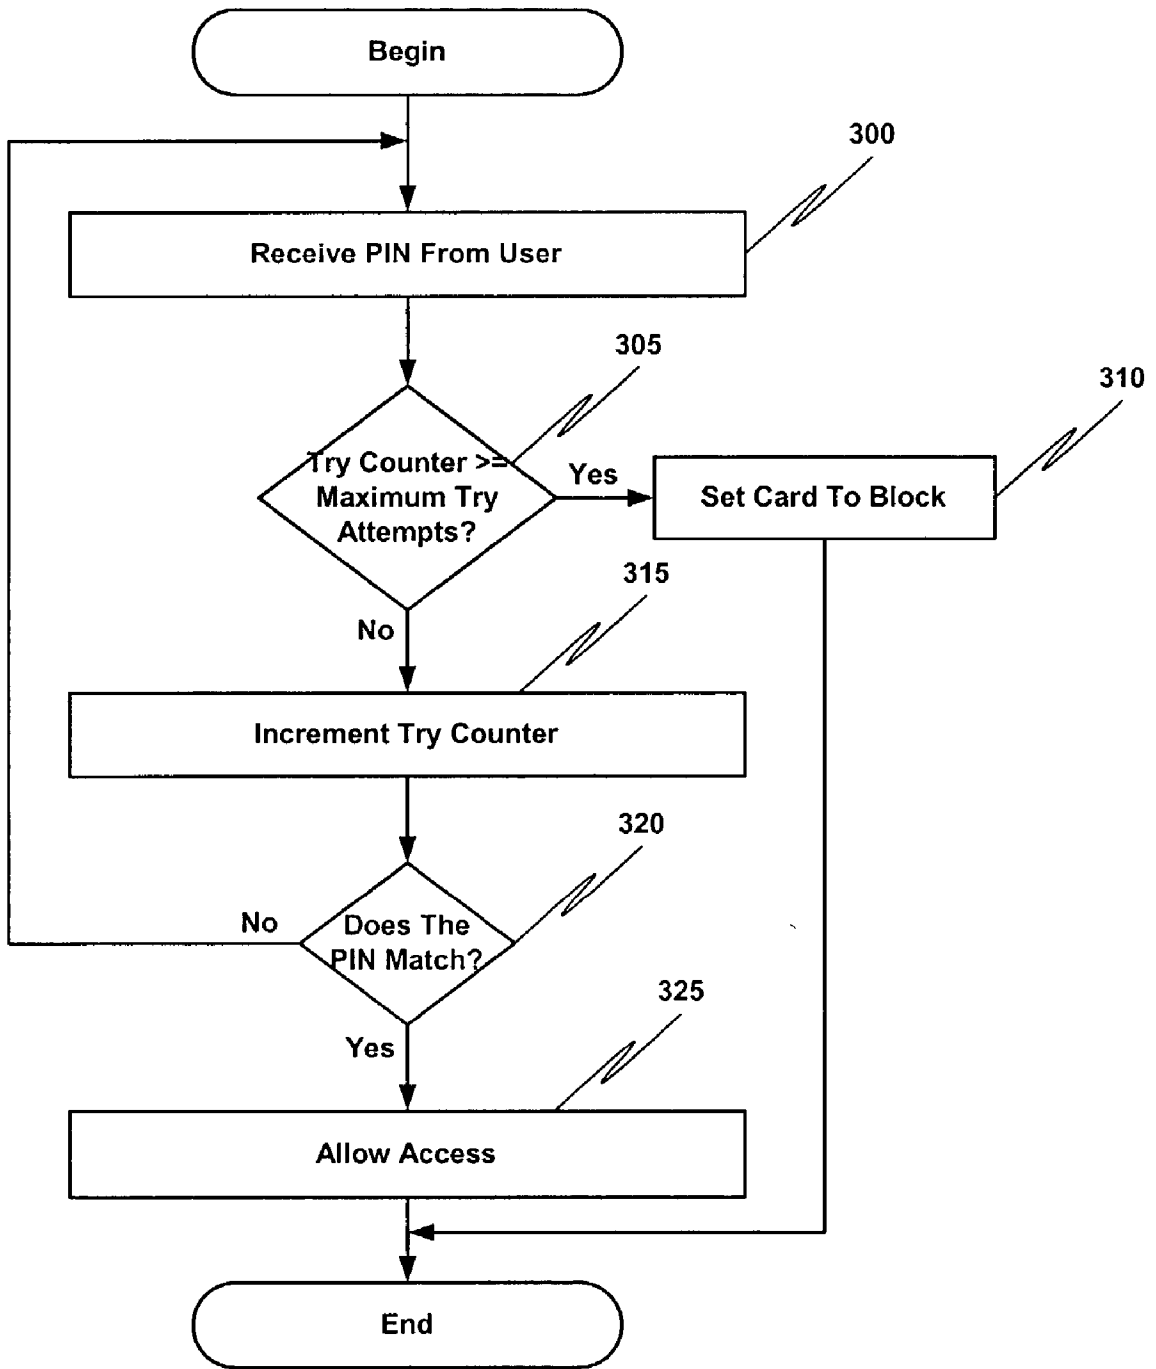 Begin
300
Receive PIN From User
305
310
Try Counter >=
Maximum Try
Attempts?
Yes
Set Card To Block
315
No
Increment Try Counter
320
No
Does The
PIN Match?
325
Yes
Allow Access
End